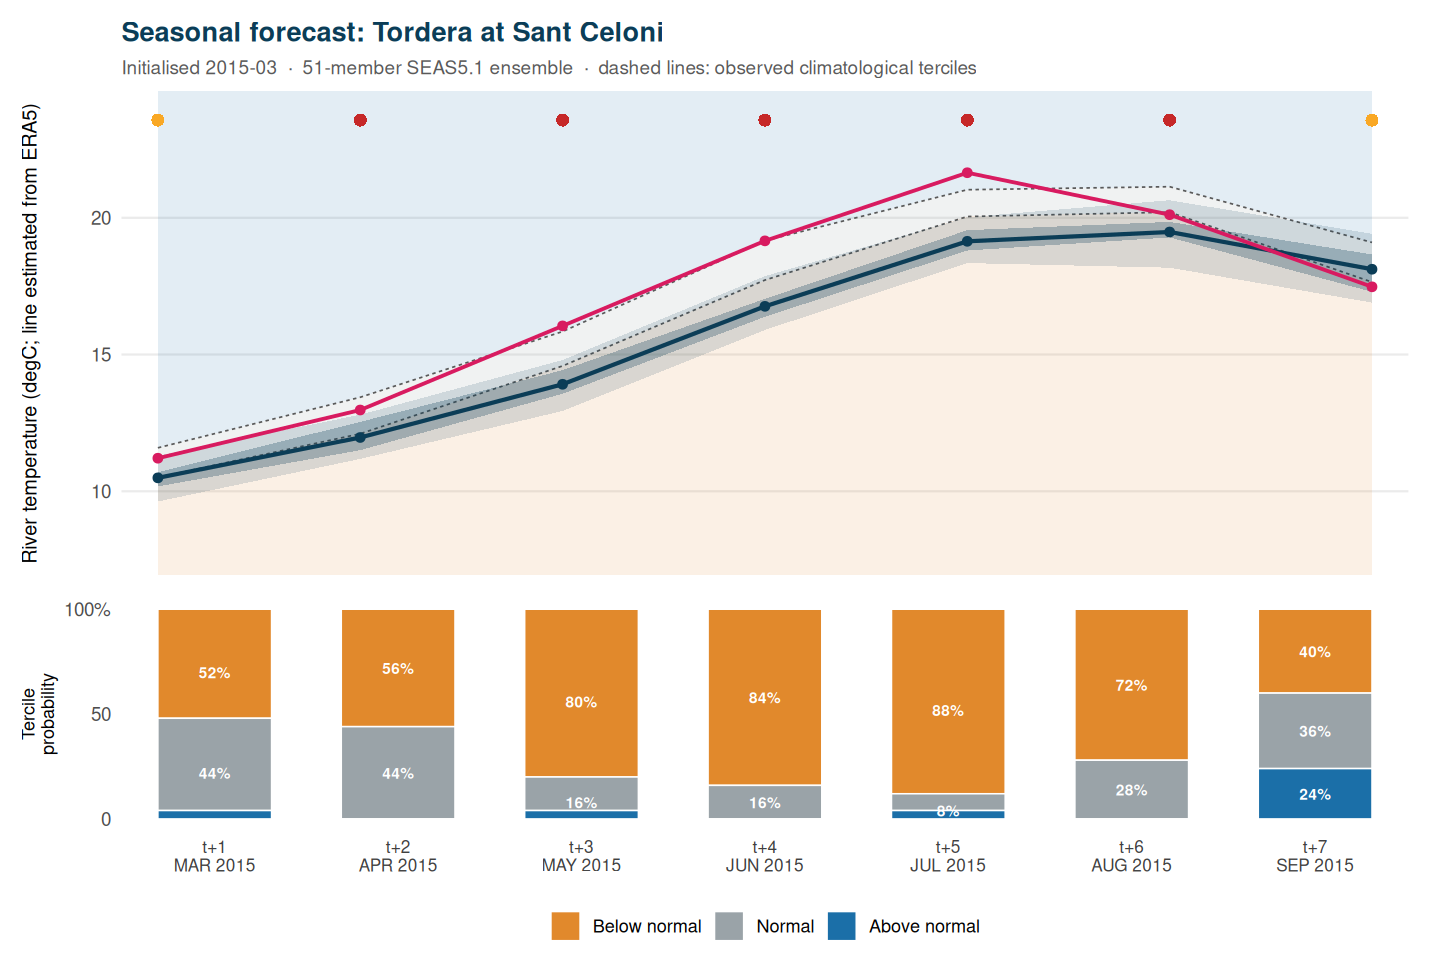 Seasonal forecast: Tordera at Sant Celoni
Initialised 2015-03 · 51-member SEAS5.1 ensemble · dashed lines: observed climatological terciles
River temperature (degC; line estimated from ERA5)
20
15
10
Tercile
probability
100%
50
0
52%
44%
56%
44%
80%
16%
84%
16%
88%
8%
72%
28%
40%
36%
24%
t+1
MAR 2015
t+2
APR 2015
t+3
MAY 2015
t+4
JUN 2015
t+5
JUL 2015
t+6
AUG 2015
t+7
SEP 2015
Below normal
Normal
Above normal